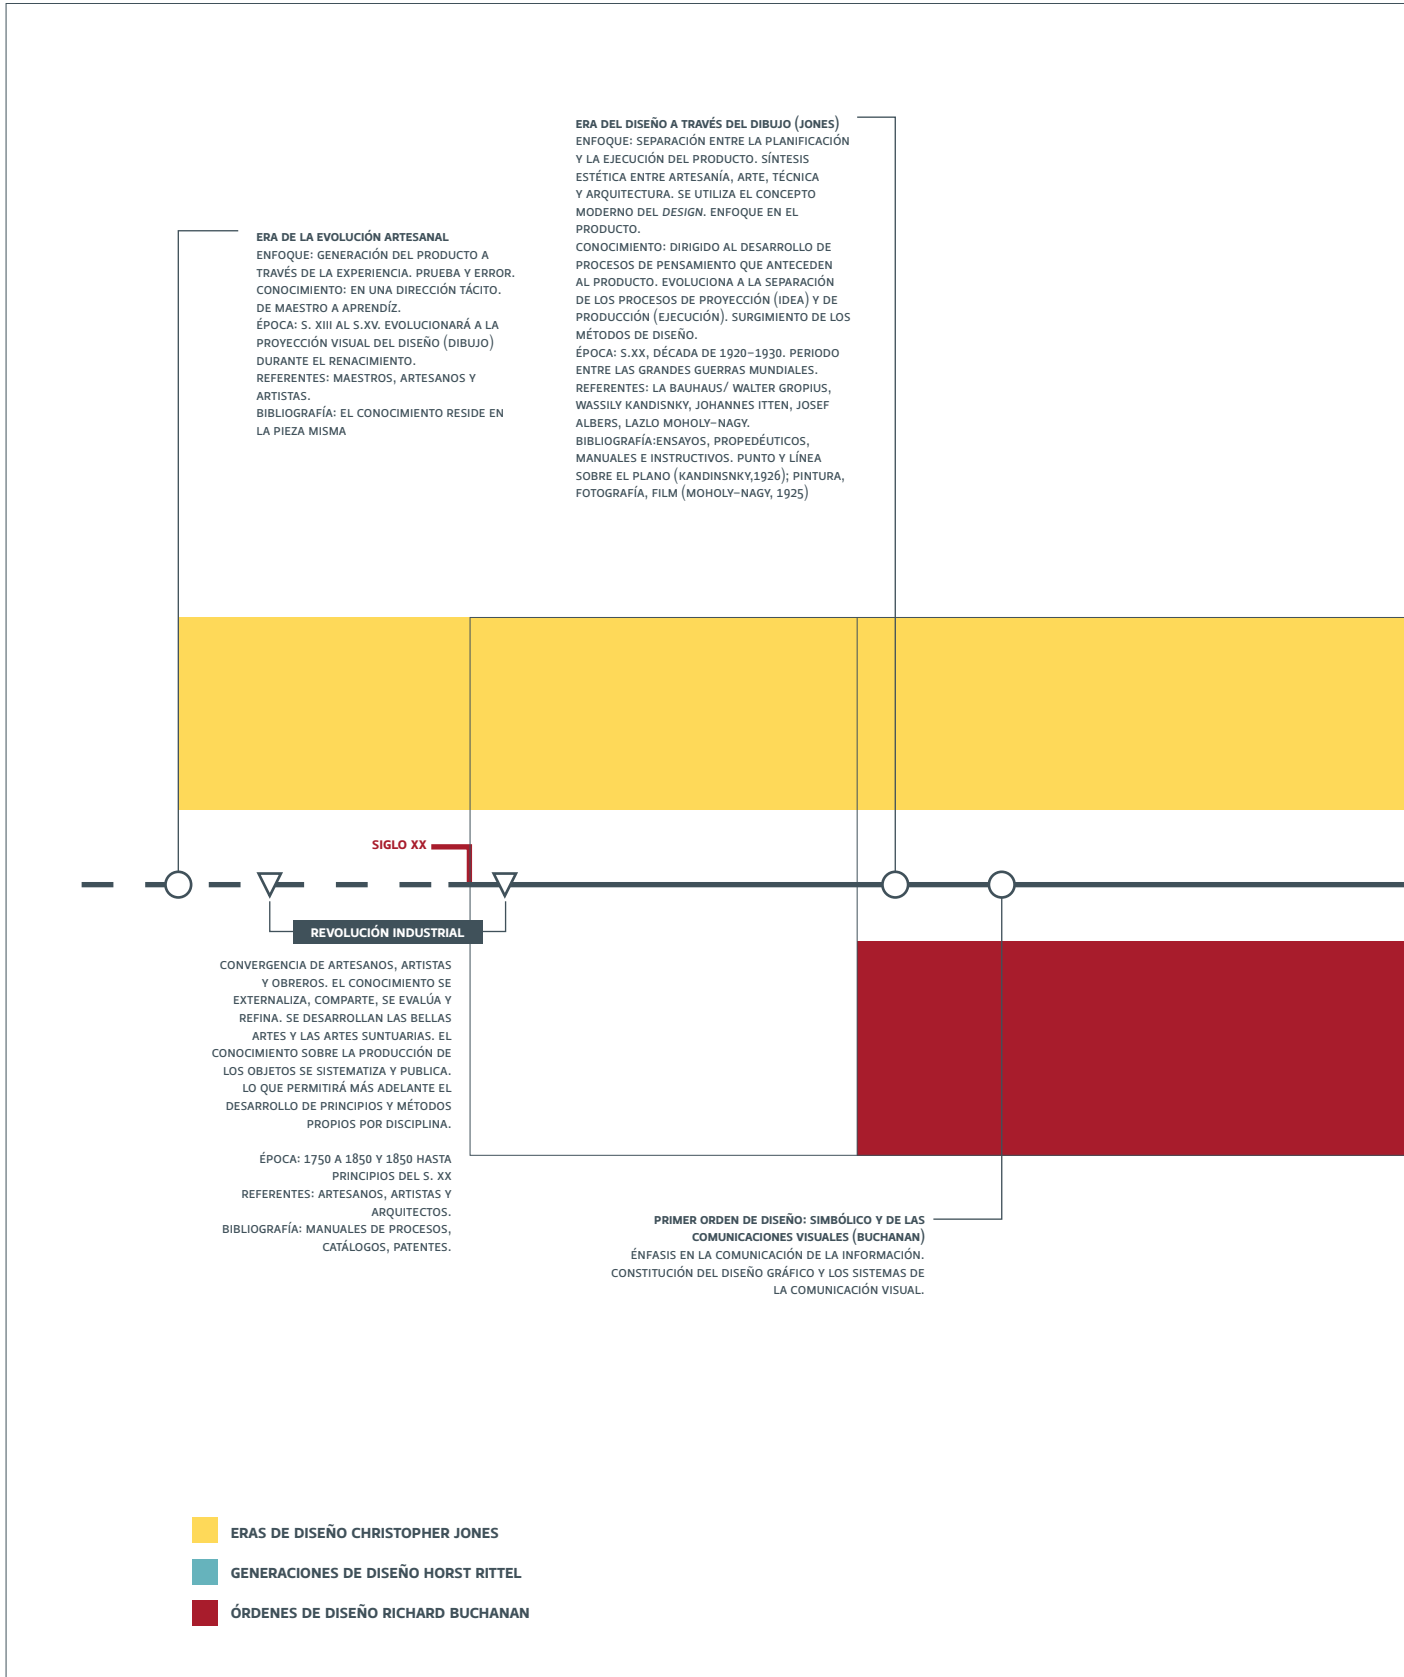 ERA DEL DISEÑO A TRAVÉS DEL DIBUJO (JONES)
ENFOQUE: SEPARACIÓN ENTRE LA PLANIFICACIÓN
Y LA EJECUCIÓN DEL PRODUCTO. SÍNTESIS
ESTÉTICA ENTRE ARTESANÍA, ARTE, TÉCNICA
Y ARQUITECTURA. SE UTILIZA EL CONCEPTO
MODERNO DEL DESIGN. ENFOQUE EN EL
PRODUCTO.
CONOCIMIENTO: DIRIGIDO AL DESARROLLO DE
PROCESOS DE PENSAMIENTO QUE ANTECEDEN
AL PRODUCTO. EVOLUCIONA A LA SEPARACIÓN
DE LOS PROCESOS DE PROYECCIÓN (IDEA) Y DE
PRODUCCIÓN (EJECUCIÓN). SURGIMIENTO DE LOS
MÉTODOS DE DISEÑO.
ÉPOCA: S.XX, DÉCADA DE 1920-1930. PERIODO
ENTRE LAS GRANDES GUERRAS MUNDIALES.
REFERENTES: LA BAUHAUS/ WALTER GROPIUS,
WASSILY KANDISNKY, JOHANNES ITTEN, JOSEF
ALBERS, LAZLO MOHOLY-NAGY.
BIBLIOGRAFÍA:ENSAYOS, PROPEDÉUTICOS,
MANUALES E INSTRUCTIVOS. PUNTO Y LÍNEA
SOBRE EL PLANO (KANDINSNKY,1926); PINTURA,
FOTOGRAFÍA, FILM (MOHOLY-NAGY, 1925)
ERA DE LA EVOLUCIÓN ARTESANAL
ENFOQUE: GENERACIÓN DEL PRODUCTO A
TRAVÉS DE LA EXPERIENCIA. PRUEBA Y ERROR.
CONOCIMIENTO: EN UNA DIRECCIÓN TÁCITO.
DE MAESTRO A APRENDÍZ.
ÉPOCA: S. XIII AL S.XV. EVOLUCIONARÁ A LA
PROYECCIÓN VISUAL DEL DISEÑO (DIBUJO)
DURANTE EL RENACIMIENTO.
REFERENTES: MAESTROS, ARTESANOS Y
ARTISTAS.
BIBLIOGRAFÍA: EL CONOCIMIENTO RESIDE EN
LA PIEZA MISMA
SIGLO XX
REVOLUCIÓN INDUSTRIAL
CONVERGENCIA DE ARTESANOS, ARTISTAS
Y OBREROS. EL CONOCIMIENTO SE
EXTERNALIZA, COMPARTE, SE EVALÚA Y
REFINA. SE DESARROLLAN LAS BELLAS
ARTES Y LAS ARTES SUNTUARIAS. EL
CONOCIMIENTO SOBRE LA PRODUCCIÓN DE
LOS OBJETOS SE SISTEMATIZA Y PUBLICA.
LO QUE PERMITIRÁ MÁS ADELANTE EL
DESARROLLO DE PRINCIPIOS Y MÉTODOS
PROPIOS POR DISCIPLINA.
ÉPOCA: 1750 A 1850 Y 1850 HASTA
PRINCIPIOS DEL S. XX
REFERENTES: ARTESANOS, ARTISTAS Y
ARQUITECTOS.
BIBLIOGRAFÍA: MANUALES DE PROCESOS,
CATÁLOGOS, PATENTES.
PRIMER ORDEN DE DISEÑO: SIMBÓLICO Y DE LAS
COMUNICACIONES VISUALES (BUCHANAN)
ÉNFASIS EN LA COMUNICACIÓN DE LA INFORMACIÓN.
CONSTITUCIÓN DEL DISEÑO GRÁFICO Y LOS SISTEMAS DE
LA COMUNICACIÓN VISUAL.
ERAS DE DISEÑO CHRISTOPHER JONES
GENERACIONES DE DISEÑO HORST RITTEL
ÓRDENES DE DISEÑO RICHARD BUCHANAN